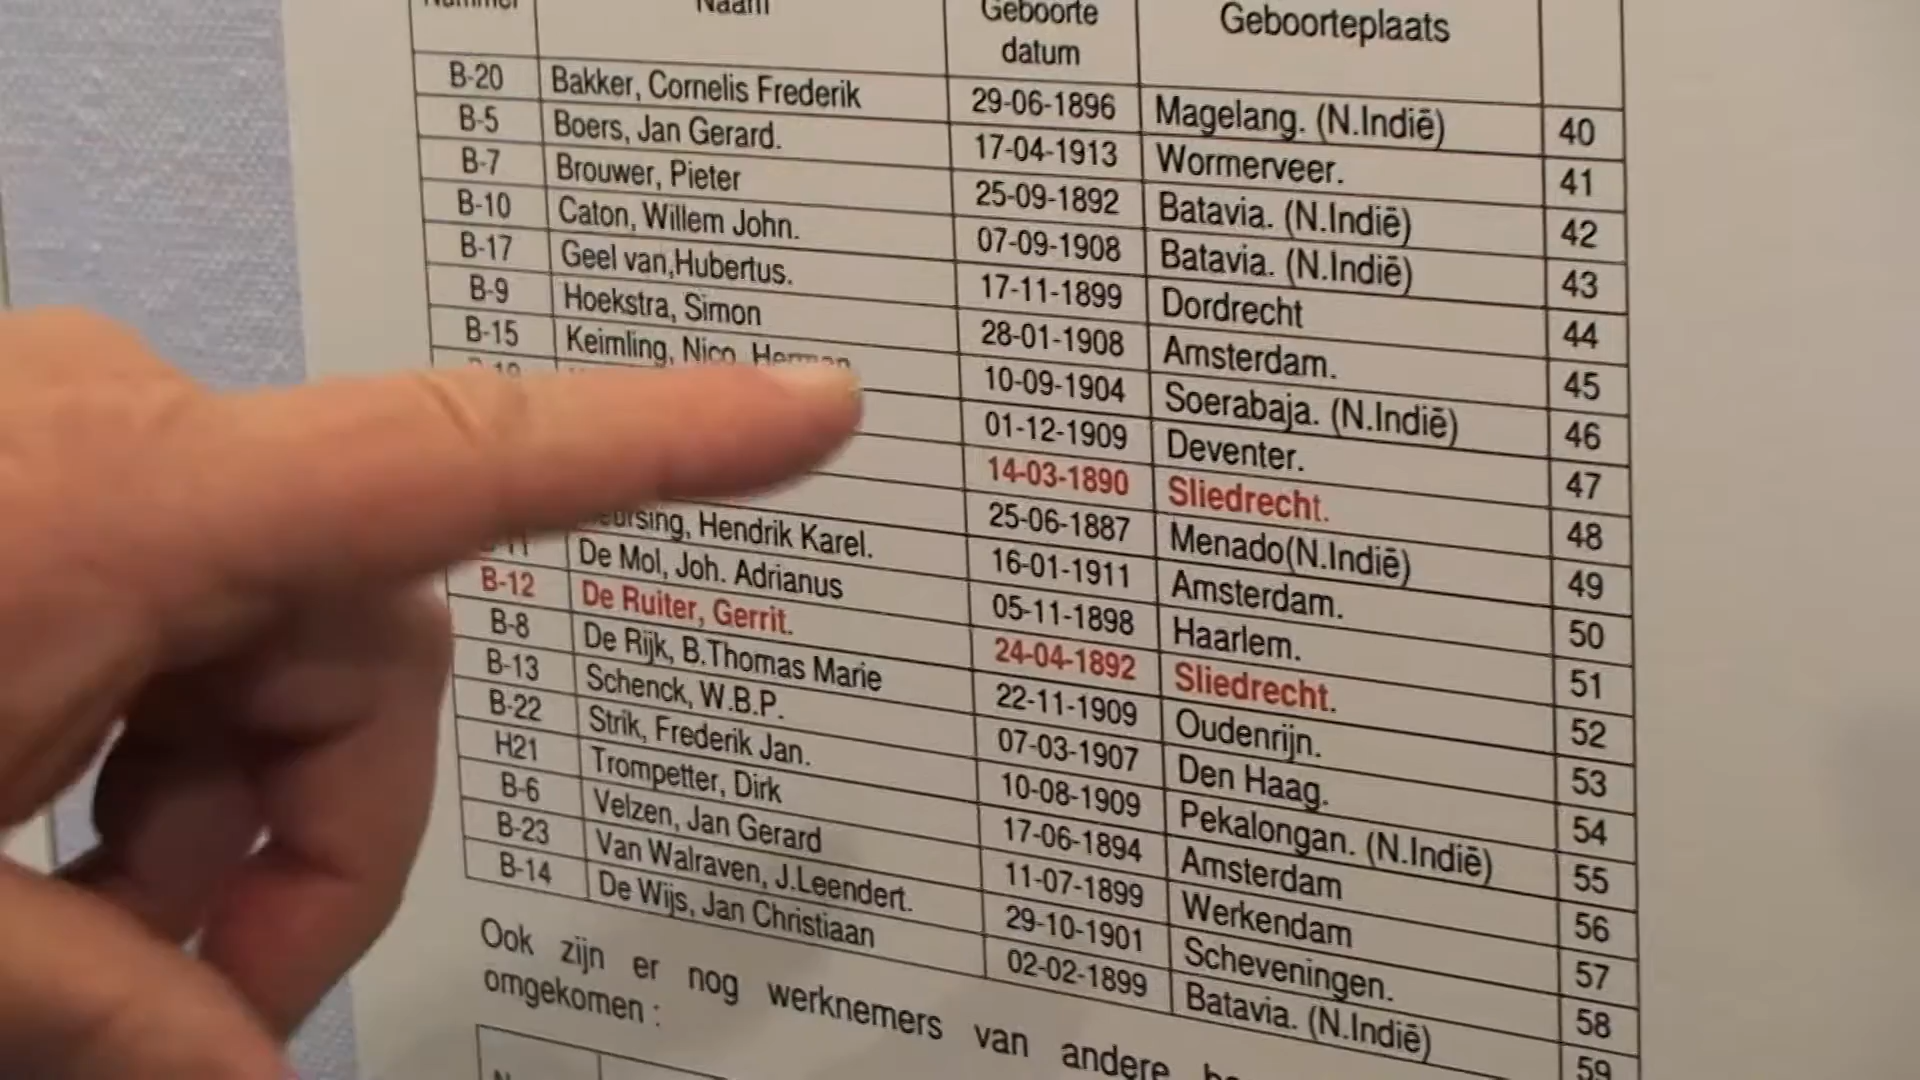 Nummer Naam Geboorte datum Geboorteplaats
B-20 Bakker, Cornelis Frederik 29-06-1896 Magelang. (N.Indië) 40
B-5 Boers, Jan Gerard. 17-04-1913 Wormerveer. 41
B-7 Brouwer, Pieter 25-09-1892 Batavia. (N.Indië) 42
B-10 Caton, Willem John. 07-09-1908 Batavia. (N.Indië) 43
B-17 Geel van,Hubertus. 17-11-1899 Dordrecht 44
B-9 Hoekstra, Simon 28-01-1908 Amsterdam. 45
B-15 Keimling, Nico Herman 10-09-1904 Soerabaja. (N.Indië) 46
01-12-1909 Deventer. 47
14-03-1890 Sliedrecht. 48
25-06-1887 Menado(N.Indië) 49
Hendrik Karel. 16-01-1911 Amsterdam. 50
De Mol, Joh. Adrianus 05-11-1898 Haarlem. 51
B-12 De Ruiter, Gerrit. 24-04-1892 Sliedrecht. 52
B-8 De Rijk, B.Thomas Marie 22-11-1909 Oudenrijn. 53
B-13 Schenck, W.B.P. 07-03-1907 Den Haag. 54
B-22 Strik, Frederik Jan. 10-08-1909 Pekalongan. (N.Indië) 55
H21 Trompetter, Dirk 17-06-1894 Amsterdam 56
B-6 Velzen, Jan Gerard 11-07-1899 Werkendam 57
B-23 Van Walraven, J.Leendert. 29-10-1901 Scheveningen. 58
B-14 De Wijs, Jan Christiaan 02-02-1899 Batavia. (N.Indië) 59
Ook zijn er nog werknemers van andere
omgekomen :